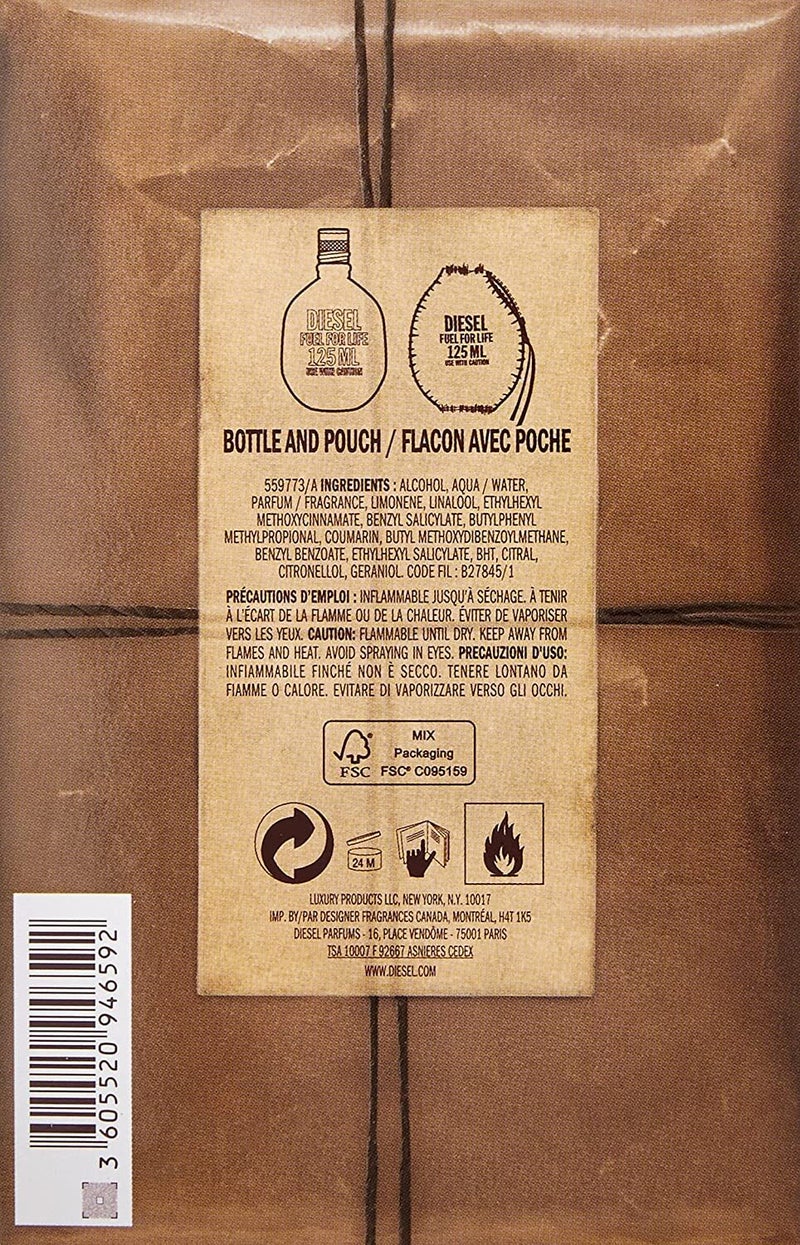 DIESEL
FUEL FOR LIFE
125 ML
USE WITH CAUTION
DIESEL
FUEL FOR LIFE
125 ML
USE WITH CAUTION
BOTTLE AND POUCH / FLACON AVEC POCHE
559773/A INGREDIENTS : ALCOHOL, AQUA / WATER,
PARFUM / FRAGRANCE, LIMONENE, LINALOOL, ETHYLHEXYL
METHOXYCINNAMATE, BENZYL SALICYLATE, BUTYLPHENYL
METHYLPROPIONAL, COUMARIN, BUTYL METHOXYDIBENZOYLMETHANE,
BENZYL BENZOATE, ETHYLHEXYL SALICYLATE, BHT, CITRAL,
CITRONELLOL, GERANIOL. CODE FIL : B27845/1
PRÉCAUTIONS D'EMPLOI : INFLAMMABLE JUSQU'À SÉCHAGE. À TENIR
À L'ÉCART DE LA FLAMME OU DE LA CHALEUR. ÉVITER DE VAPORISER
VERS LES YEUX. CAUTION: FLAMMABLE UNTIL DRY. KEEP AWAY FROM
FLAMES AND HEAT. AVOID SPRAYING IN EYES. PRECAUZIONI D'USO:
INFIAMMABILE FINCHÉ NON È SECCO. TENERE LONTANO DA
FIAMME O CALORE. EVITARE DI VAPORIZZARE VERSO GLI OCCHI.
MIX
Packaging
FSC FSC® C095159
24 M
LUXURY PRODUCTS LLC, NEW YORK, N.Y. 10017
IMP. BY/PAR DESIGNER FRAGRANCES CANADA, MONTRÉAL, H4T 1K5
DIESEL PARFUMS - 16, PLACE VENDÔME - 75001 PARIS
TSA 10007 F 92667 ASNIERES CEDEX
WWW.DIESEL.COM
3 605520 946592